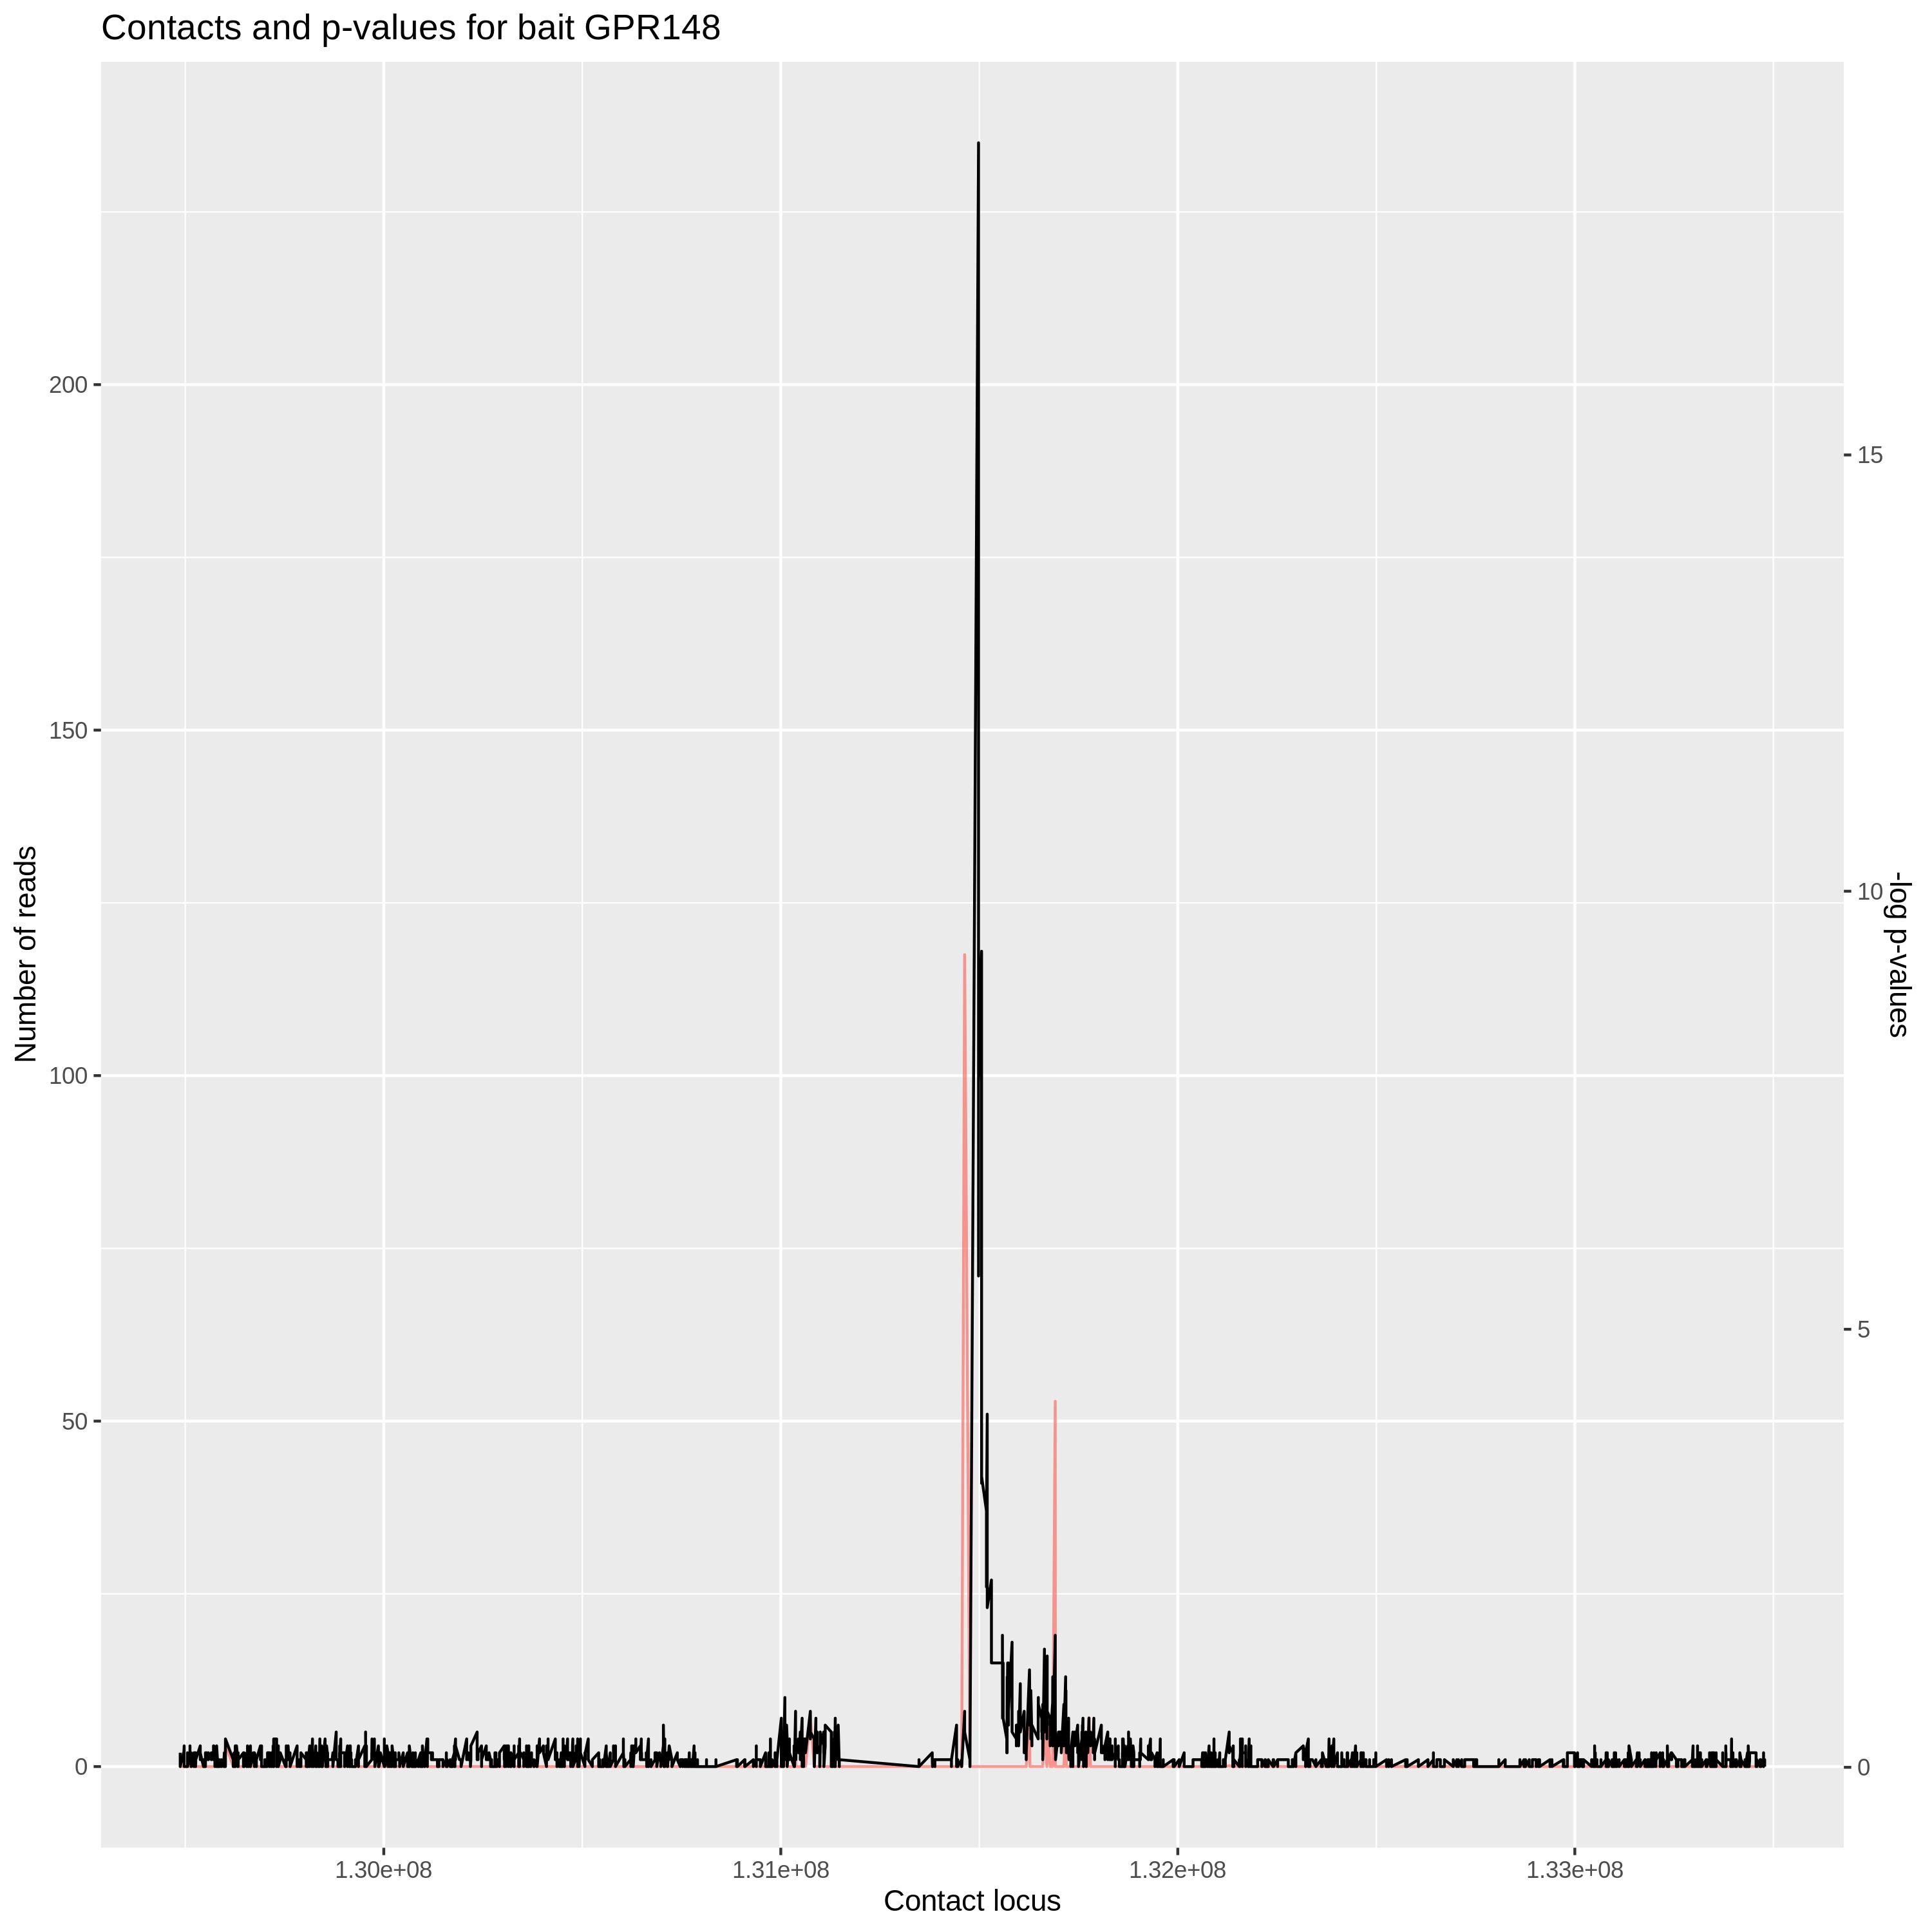 Contacts and p-values for bait GPR148
200
150
100
50
0
Number of reads
15
10
5
0
-log p-values
1.30e+08
1.31e+08
1.32e+08
1.33e+08
Contact locus